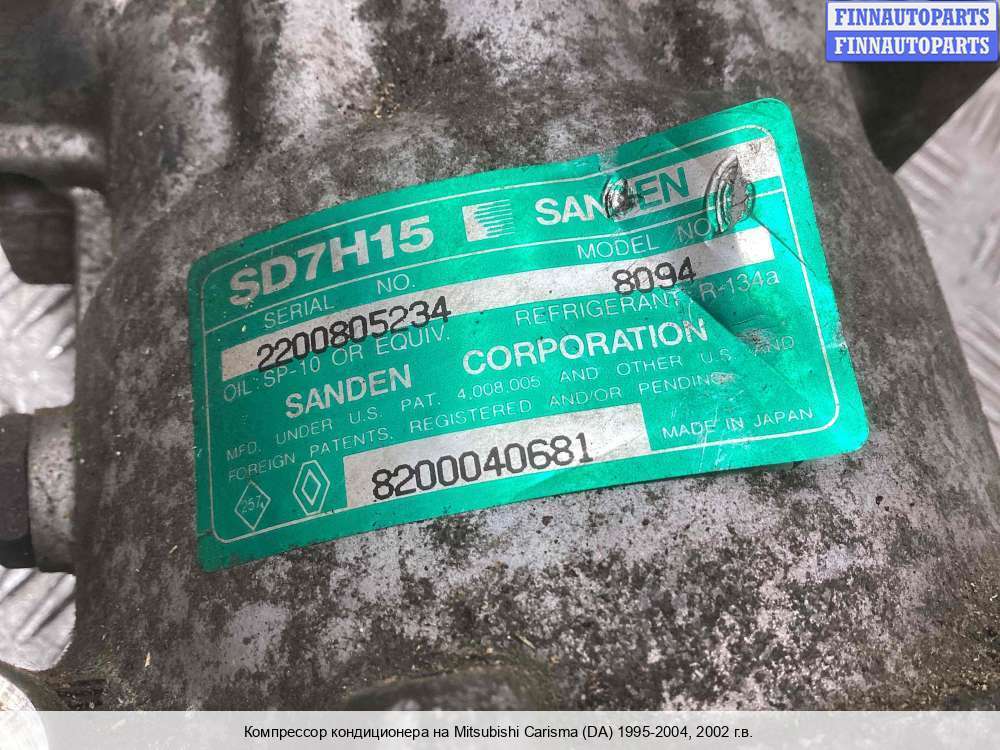 FINNAUTOPARTS
FINNAUTOPARTS
SD7H15 SANDEN
SERIAL NO. MODEL NO.
2200805234 8094
OIL: SP-10 OR EQUIV. REFRIGERANT: R-134a
SANDEN CORPORATION
MFD. UNDER U.S. PAT. 4.008.005 AND OTHER U.S. AND
FOREIGN PATENTS. REGISTERED AND/OR PENDING
8200040681 MADE IN JAPAN
257
Компрессор кондиционера на Mitsubishi Carisma (DA) 1995-2004, 2002 г.в.